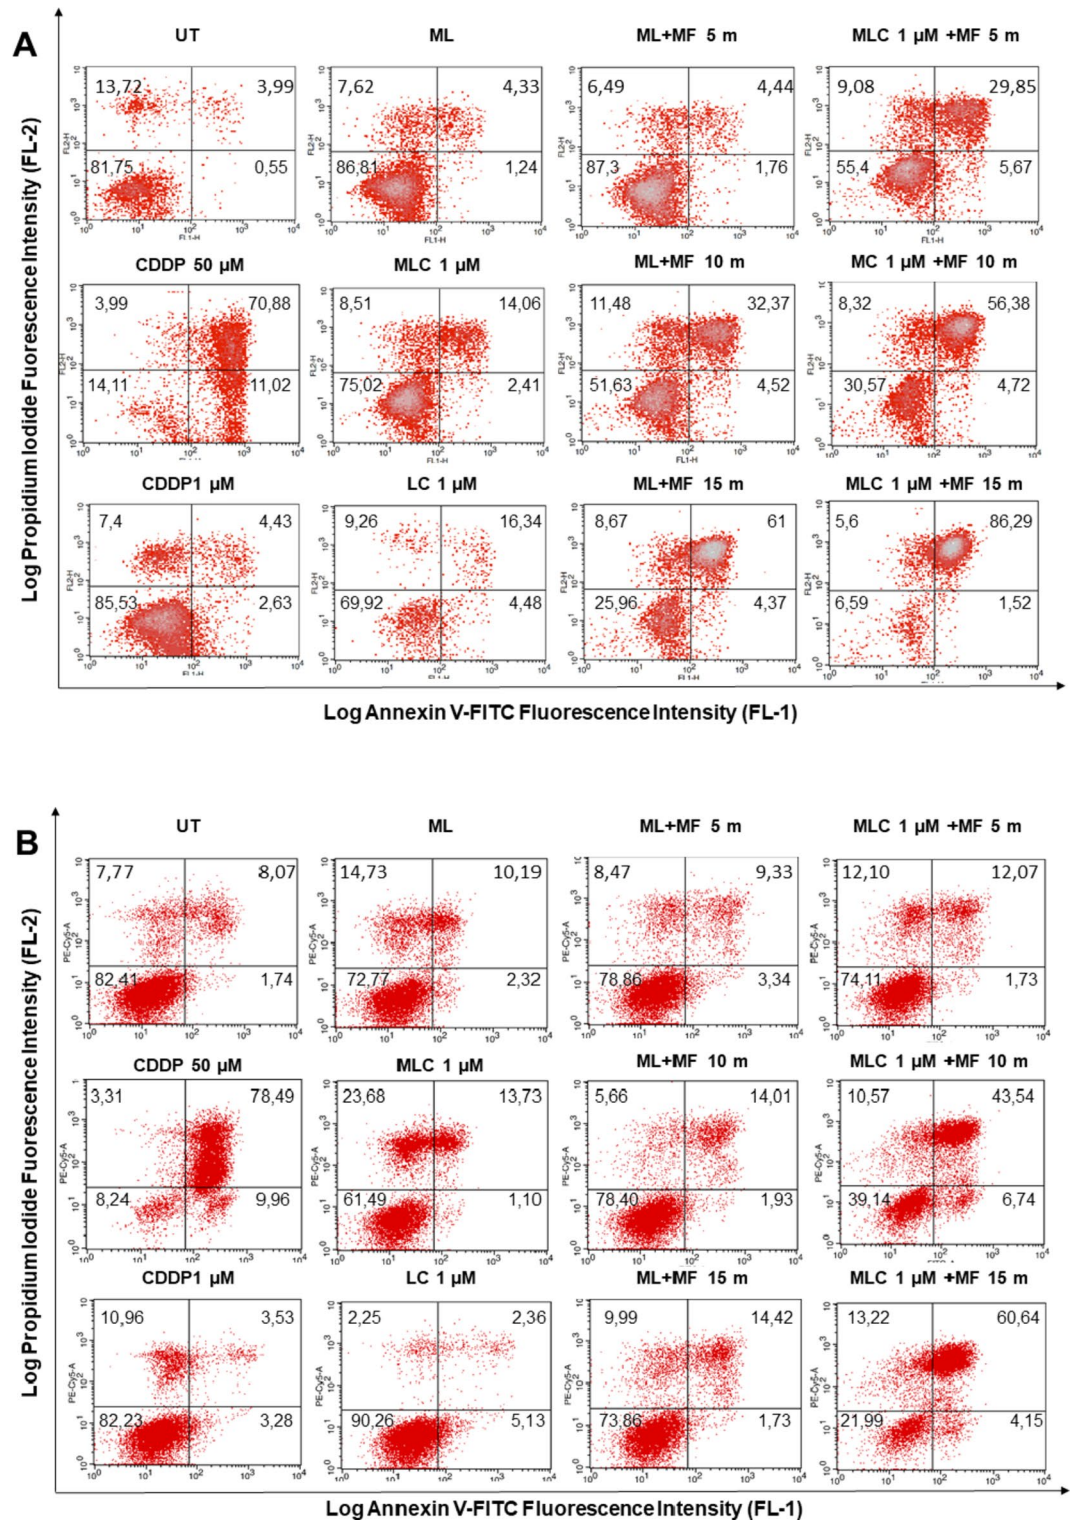 A
UT ML ML+MF 5 m MLC 1 µM +MF 5 m
13,72 3,99 7,62 4,33 6,49 4,44 9,08 29,85
81,75 0,55 86,81 1,24 87,3 1,76 55,4 5,67
CDDP 50 µM MLC 1 µM ML+MF 10 m MC 1 µM +MF 10 m
3,99 70,88 8,51 14,06 11,48 32,37 8,32 56,38
14,11 11,02 75,02 2,41 51,63 4,52 30,57 4,72
CDDP1 µM LC 1 µM ML+MF 15 m MLC 1 µM +MF 15 m
7,4 4,43 9,26 16,34 8,67 61 5,6 86,29
85,53 2,63 69,92 4,48 25,96 4,37 6,59 1,52
Log Propidium Iodide Fuorescence Intensity (FL-2)
Log Annexin V-FITC Fluorescence Intensity (FL-1)
B
UT ML ML+MF 5 m MLC 1 µM +MF 5 m
7,77 8,07 14,73 10,19 8,47 9,33 12,10 12,07
82,41 1,74 72,77 2,32 78,86 3,34 74,11 1,73
CDDP 50 µM MLC 1 µM ML+MF 10 m MLC 1 µM +MF 10 m
3,31 78,49 23,68 13,73 5,66 14,01 10,57 43,54
8,24 9,96 61,49 1,10 78,40 1,93 39,14 6,74
CDDP1 µM LC 1 µM ML+MF 15 m MLC 1 µM +MF 15 m
10,96 3,53 2,25 2,36 9,99 14,42 13,22 60,64
82,23 3,28 90,26 5,13 73,86 1,73 21,99 4,15
Log Propidium Iodide Fuorescence Intensity (FL-2)
Log Annexin V-FITC Fluorescence Intensity (FL-1)